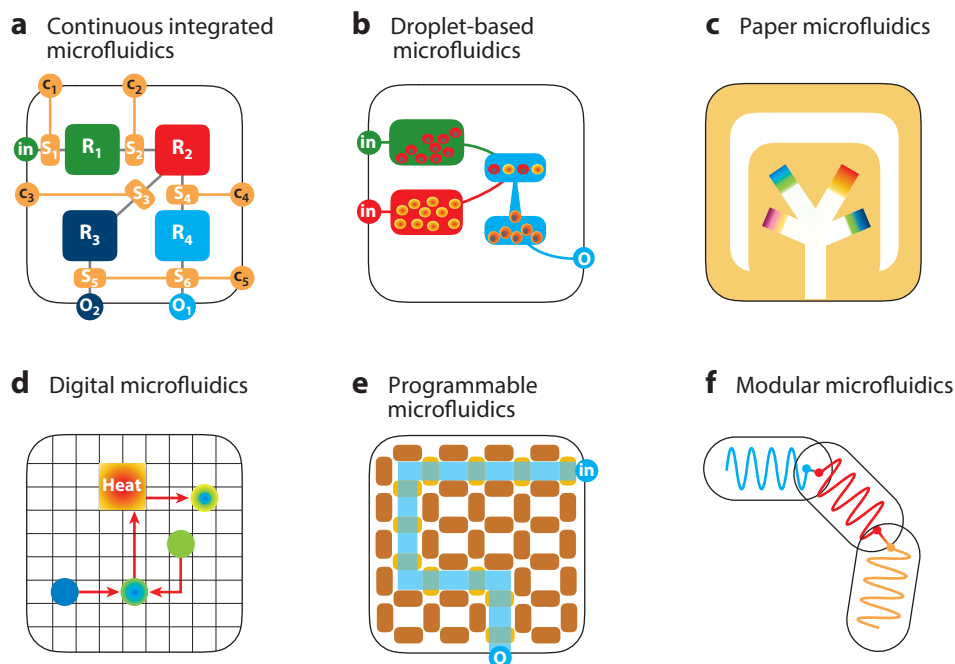 a Continuous integrated
microfluidics
c1
c2
in
S1
R1
S2
R2
c3
S3
S4
c4
R3
R4
S5
S6
c5
O2
O1
b Droplet-based
microfluidics
in
in
O
c Paper microfluidics
d Digital microfluidics
Heat
e Programmable
microfluidics
in
O
f Modular microfluidics